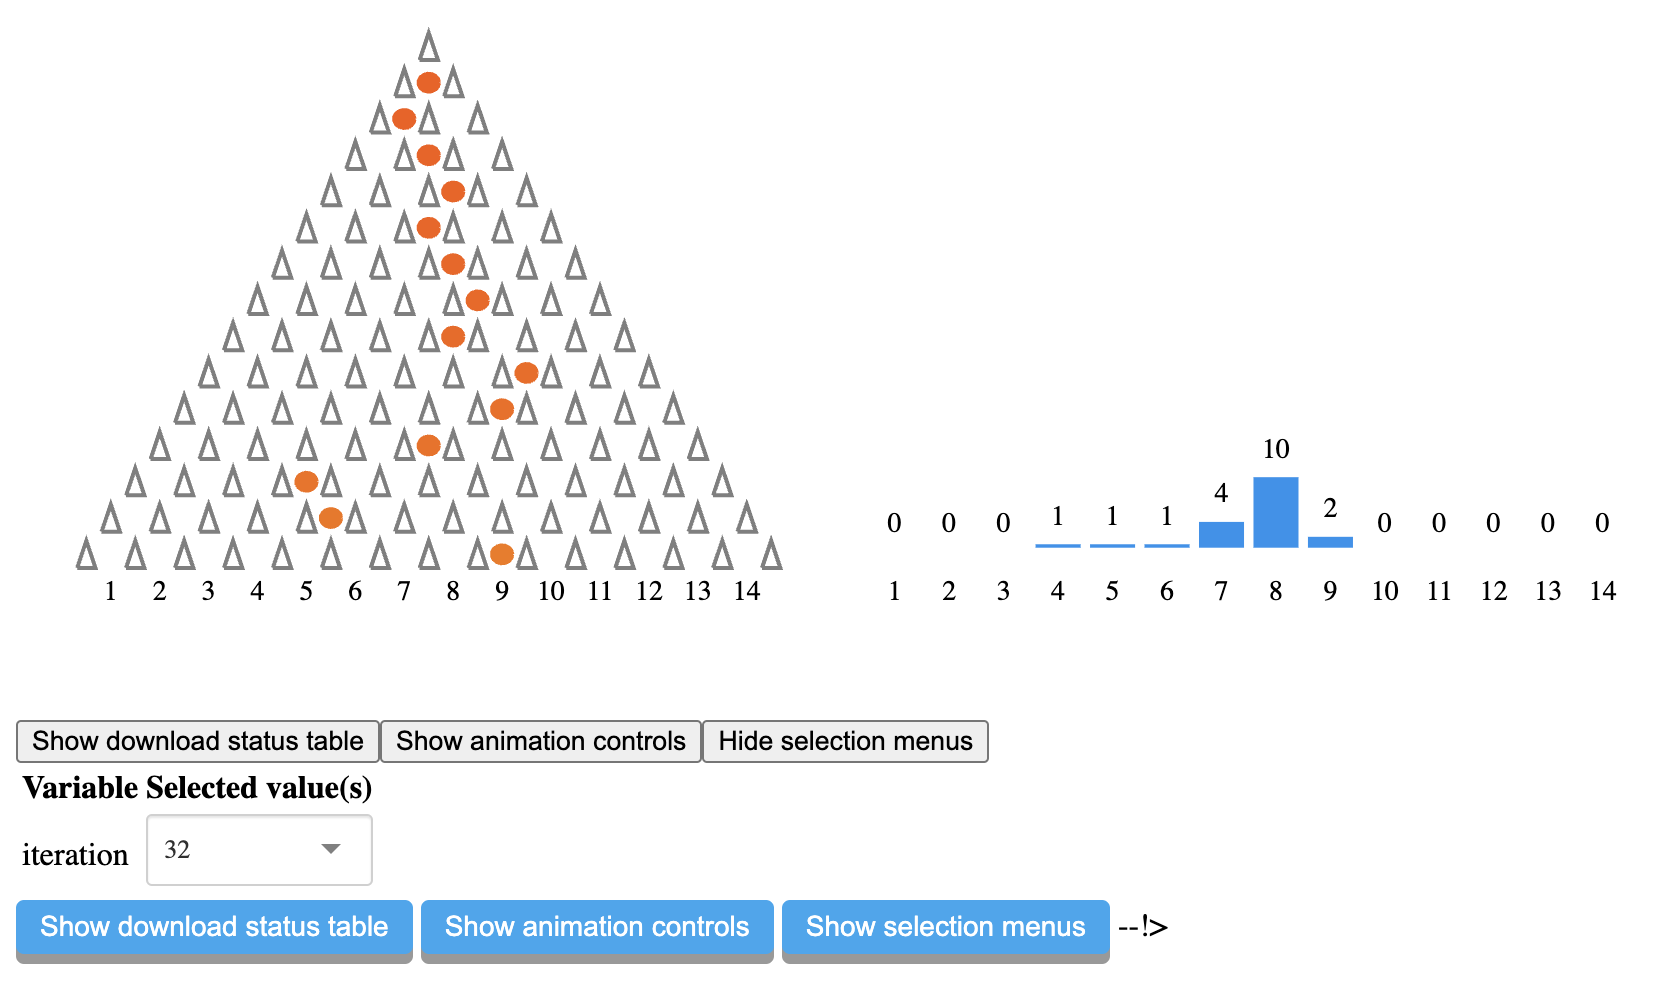 10
4
2
1 1 1
0 0 0 0 0 0 0 0
1 2 3 4 5 6 7 8 9 10 11 12 13 14
1 2 3 4 5 6 7 8 9 10 11 12 13 14
Show download status table Show animation controls Hide selection menus
Variable Selected value(s)
iteration 32
Show download status table Show animation controls Show selection menus --!>